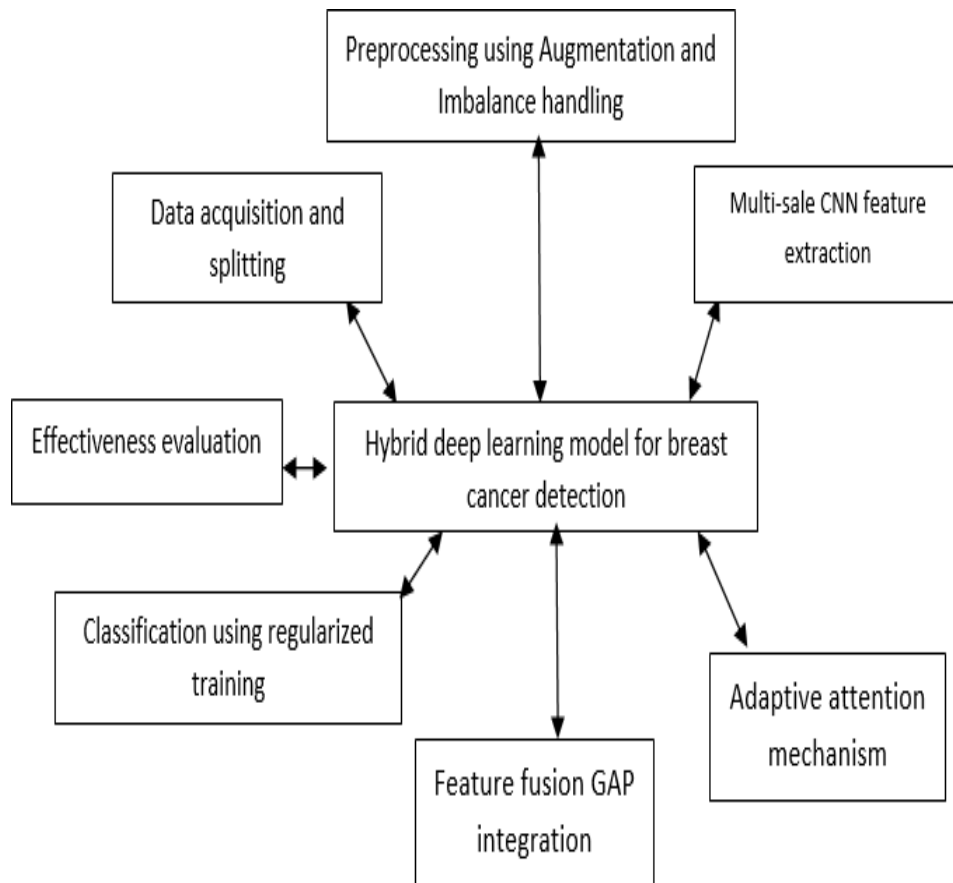 Preprocessing using Augmentation and
Imbalance handling
Data acquisition and
splitting
Multi-sale CNN feature
extraction
Effectiveness evaluation
Hybrid deep learning model for breast
cancer detection
Classification using regularized
training
Adaptive attention
mechanism
Feature fusion GAP
integration